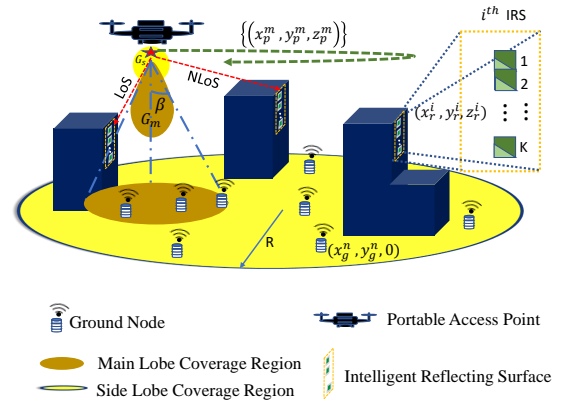 {(x_p^m, y_p^m, z_p^m)}
i^th IRS
G_s
LoS
NLoS
β
G_m
1
2
K
(x_r^i, y_r^i, z_r^i)
R
(x_g^n, y_g^n, 0)
Ground Node
Portable Access Point
Main Lobe Coverage Region
Side Lobe Coverage Region
Intelligent Reflecting Surface